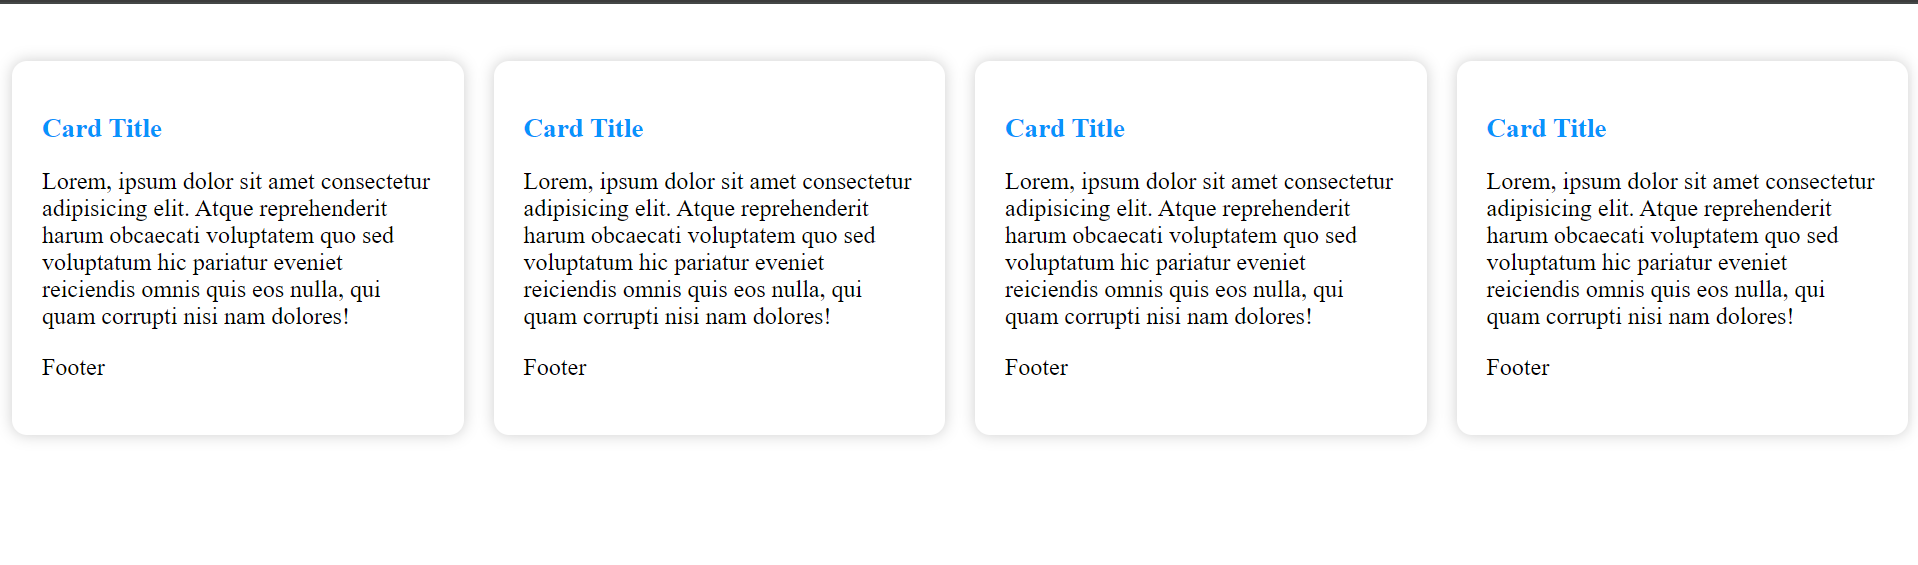 Card Title
Lorem, ipsum dolor sit amet consectetur
adipisicing elit. Atque reprehenderit
harum obcaecati voluptatem quo sed
voluptatum hic pariatur eveniet
reiciendis omnis quis eos nulla, qui
quam corrupti nisi nam dolores!
Footer
Card Title
Lorem, ipsum dolor sit amet consectetur
adipisicing elit. Atque reprehenderit
harum obcaecati voluptatem quo sed
voluptatum hic pariatur eveniet
reiciendis omnis quis eos nulla, qui
quam corrupti nisi nam dolores!
Footer
Card Title
Lorem, ipsum dolor sit amet consectetur
adipisicing elit. Atque reprehenderit
harum obcaecati voluptatem quo sed
voluptatum hic pariatur eveniet
reiciendis omnis quis eos nulla, qui
quam corrupti nisi nam dolores!
Footer
Card Title
Lorem, ipsum dolor sit amet consectetur
adipisicing elit. Atque reprehenderit
harum obcaecati voluptatem quo sed
voluptatum hic pariatur eveniet
reiciendis omnis quis eos nulla, qui
quam corrupti nisi nam dolores!
Footer